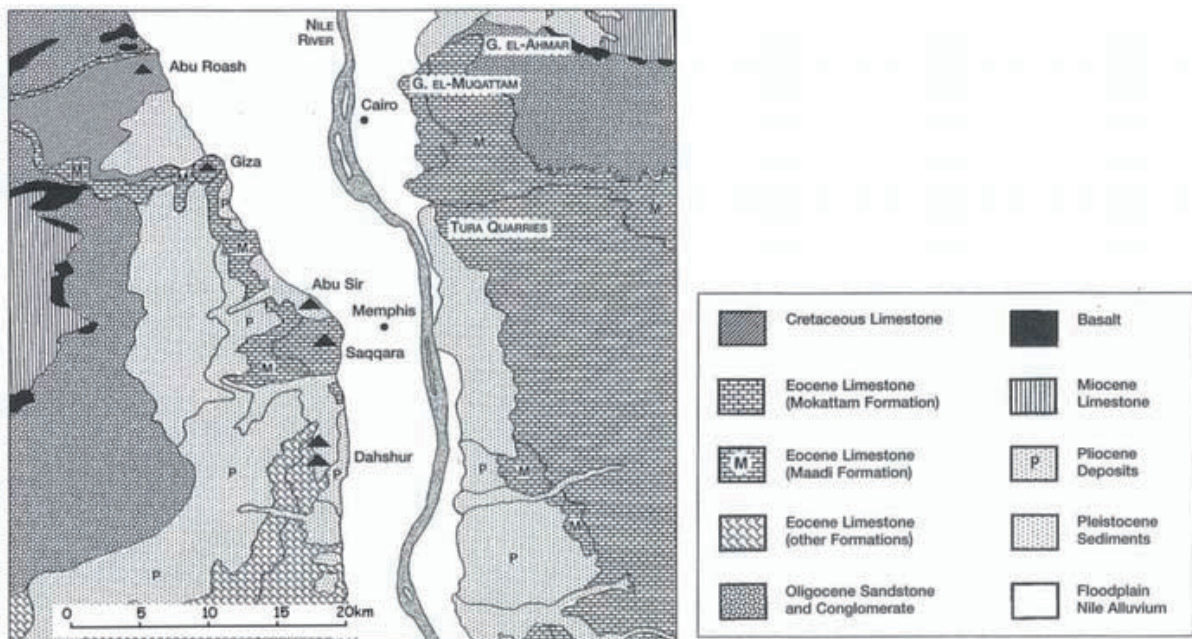 NILE
RIVER
P
G. EL-AHMAR
Abu Roash
G. EL-MUQATTAM
Cairo
M
Giza
M
M
P
M
TURA QUARRIES
M
Abu Sir
Memphis
P
Saqqara
M
Dahshur
P
P
P
M
M
P
P
0 5 10 15 20km
Cretaceous Limestone
Eocene Limestone
(Mokattam Formation)
M
Eocene Limestone
(Maadi Formation)
Eocene Limestone
(other Formations)
Oligocene Sandstone
and Conglomerate
Basalt
Miocene
Limestone
P
Pliocene
Deposits
Pleistocene
Sediments
Floodplain
Nile Alluvium